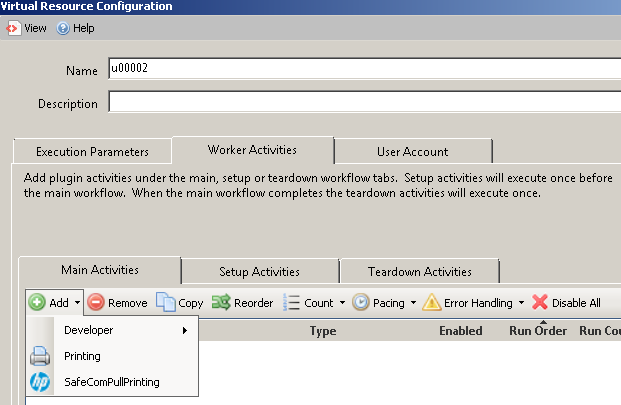 Virtual Resource Configuration
View Help
Name u00002
Description
Execution Parameters Worker Activities User Account
Add plugin activities under the main, setup or teardown workflow tabs. Setup activities will execute once before
the main workflow. When the main workflow completes the teardown activities will execute once.
Main Activities Setup Activities Teardown Activities
Add Remove Copy Reorder Count Pacing Error Handling Disable All
Type Enabled Run Order Run Cou
Developer
Printing
hp SafeComPullPrinting